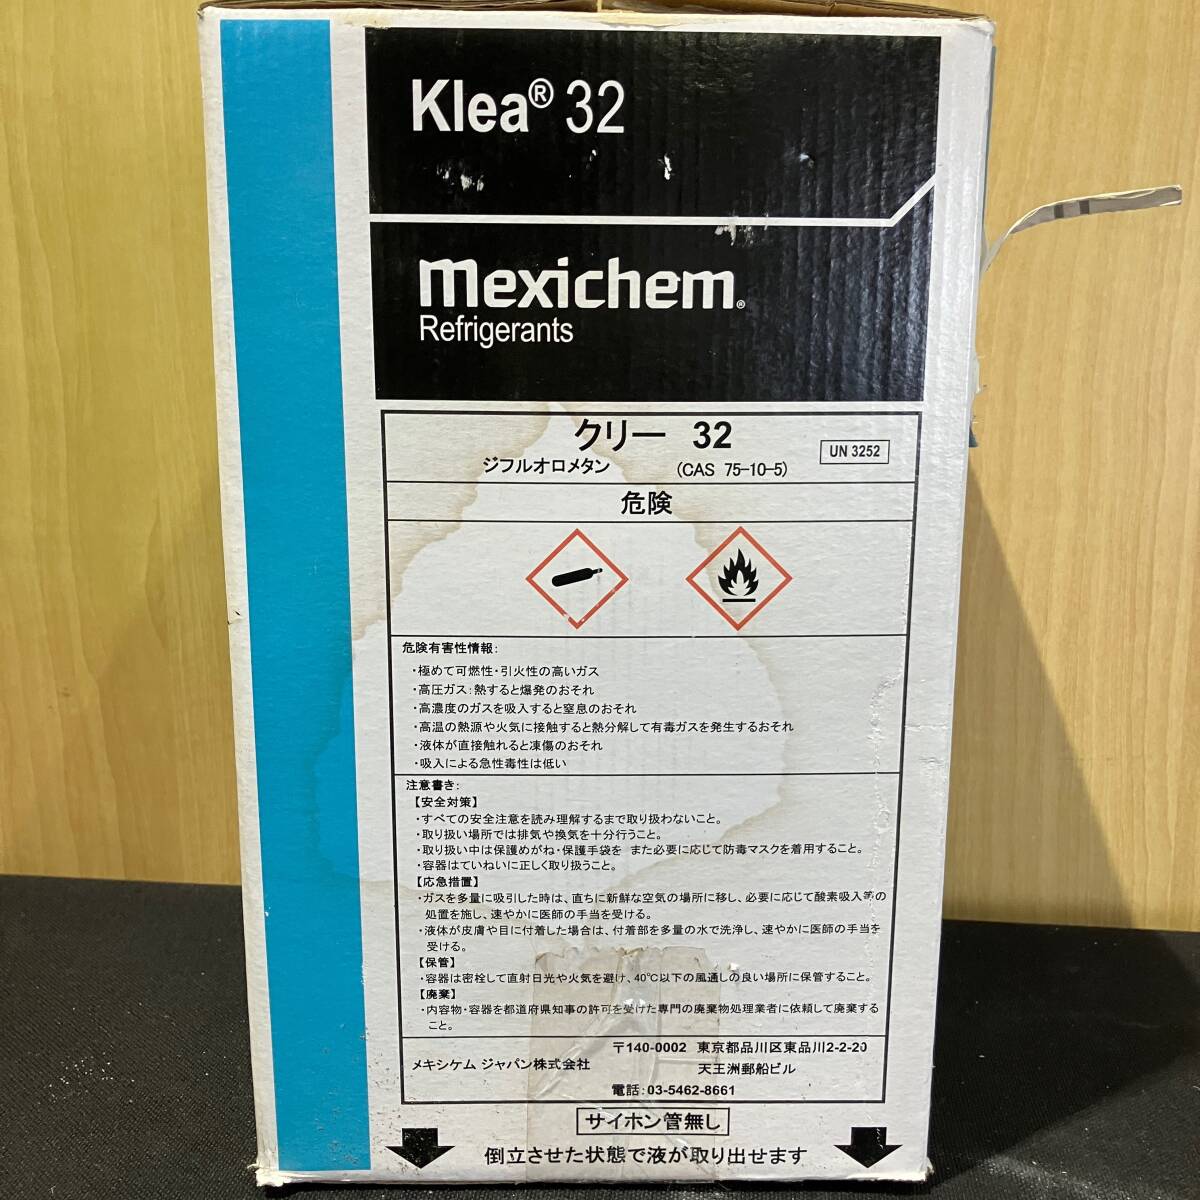 Klea® 32
mexichem®
Refrigerants
クリー 32
ジフルオロメタン (CAS 75-10-5)
UN 3252
危険
危険有害性情報:
・極めて可燃性・引火性の高いガス
・高圧ガス:熱すると爆発のおそれ
・高濃度のガスを吸入すると窒息のおそれ
・高温の熱源や火気に接触すると熱分解して有毒ガスを発生するおそれ
・液体が直接触れると凍傷のおそれ
・吸入による急性毒性は低い
注意書き:
【安全対策】
・すべての安全注意を読み理解するまで取り扱わないこと。
・取り扱い場所では排気や換気を十分行うこと。
・取り扱い中は保護めがね・保護手袋を また必要に応じて防毒マスクを着用すること。
・容器はていねいに正しく取り扱うこと。
【応急措置】
・ガスを多量に吸引した時は、直ちに新鮮な空気の場所に移し、必要に応じて酸素吸入等の
処置を施し、速やかに医師の手当を受ける。
・液体が皮膚や目に付着した場合は、付着部を多量の水で洗浄し、速やかに医師の手当を
受ける。
【保管】
・容器は密栓して直射日光や火気を避け、40℃以下の風通しの良い場所に保管すること。
【廃棄】
・内容物・容器を都道府県知事の許可を受けた専門の廃棄物処理業者に依頼して廃棄する
こと。
メキシケム ジャパン株式会社
〒140-0002 東京都品川区東品川2-2-20
天王洲郵船ビル
電話:03-5462-8661
サイホン管無し
倒立させた状態で液が取り出せます